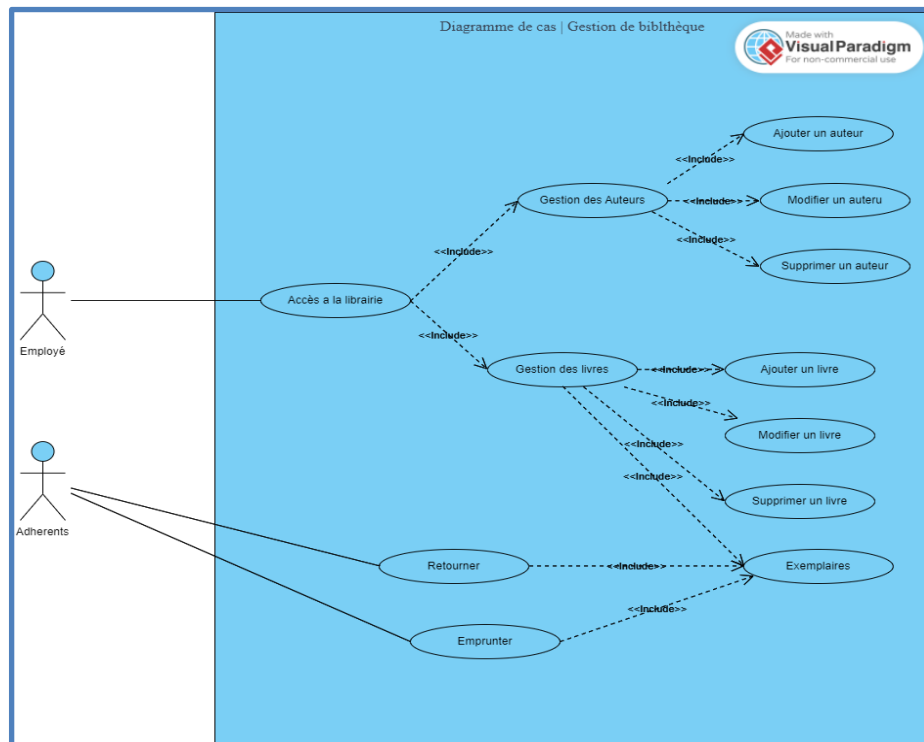 Diagramme de cas | Gestion de biblthèque
Made with
Visual Paradigm
For non-commercial use
Ajouter un auteur
<<Include>>
Gestion des Auteurs
<<Include>>
Modifier un auteru
<<Include>>
<<Include>>
Supprimer un auteur
Accès a la librairie
Employé
<<Include>>
Gestion des livres
<<Include>>
Ajouter un livre
<<Include>>
Modifier un livre
<<Include>>
<<Include>>
Supprimer un livre
Adherents
Retourner
<<Include>>
Exemplaires
<<Include>>
Emprunter